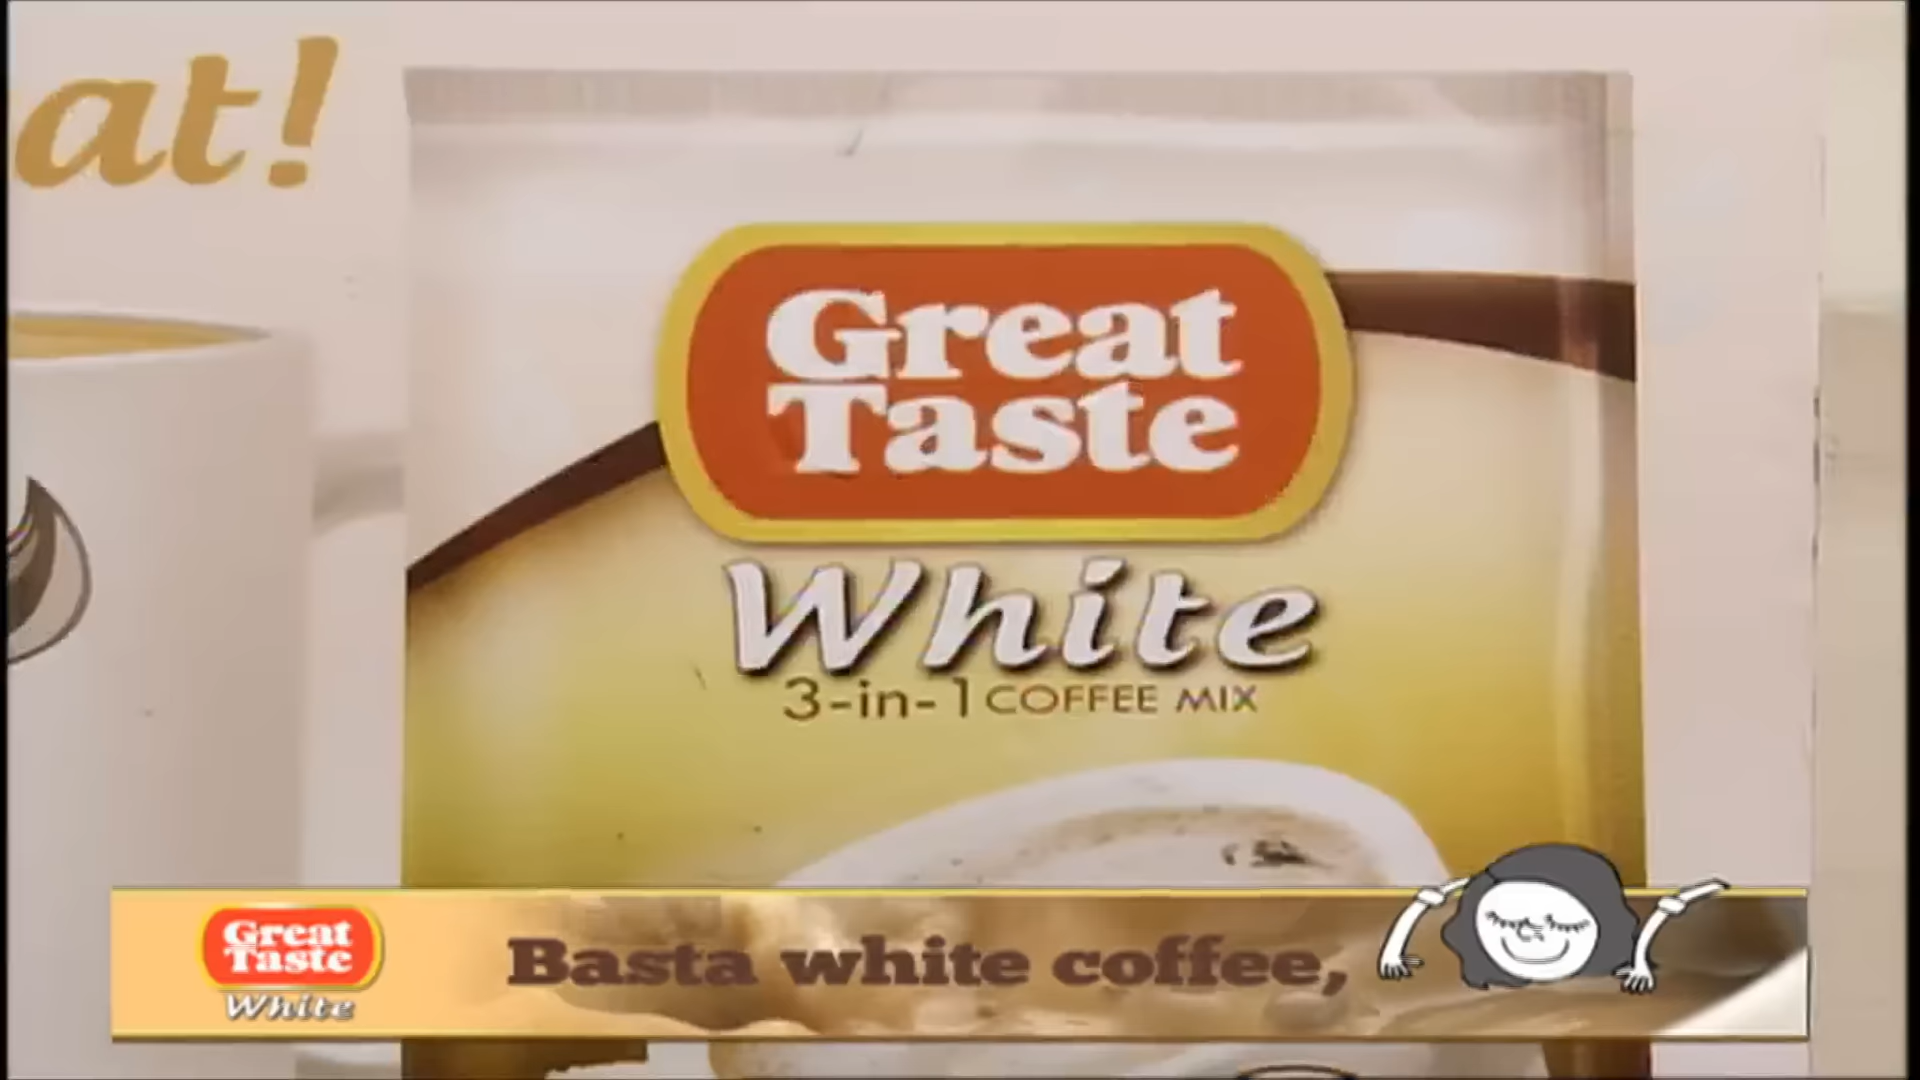 at!
Great
Taste
White
3-in-1 COFFEE MIX
Great
Taste
White
Basta white coffee,